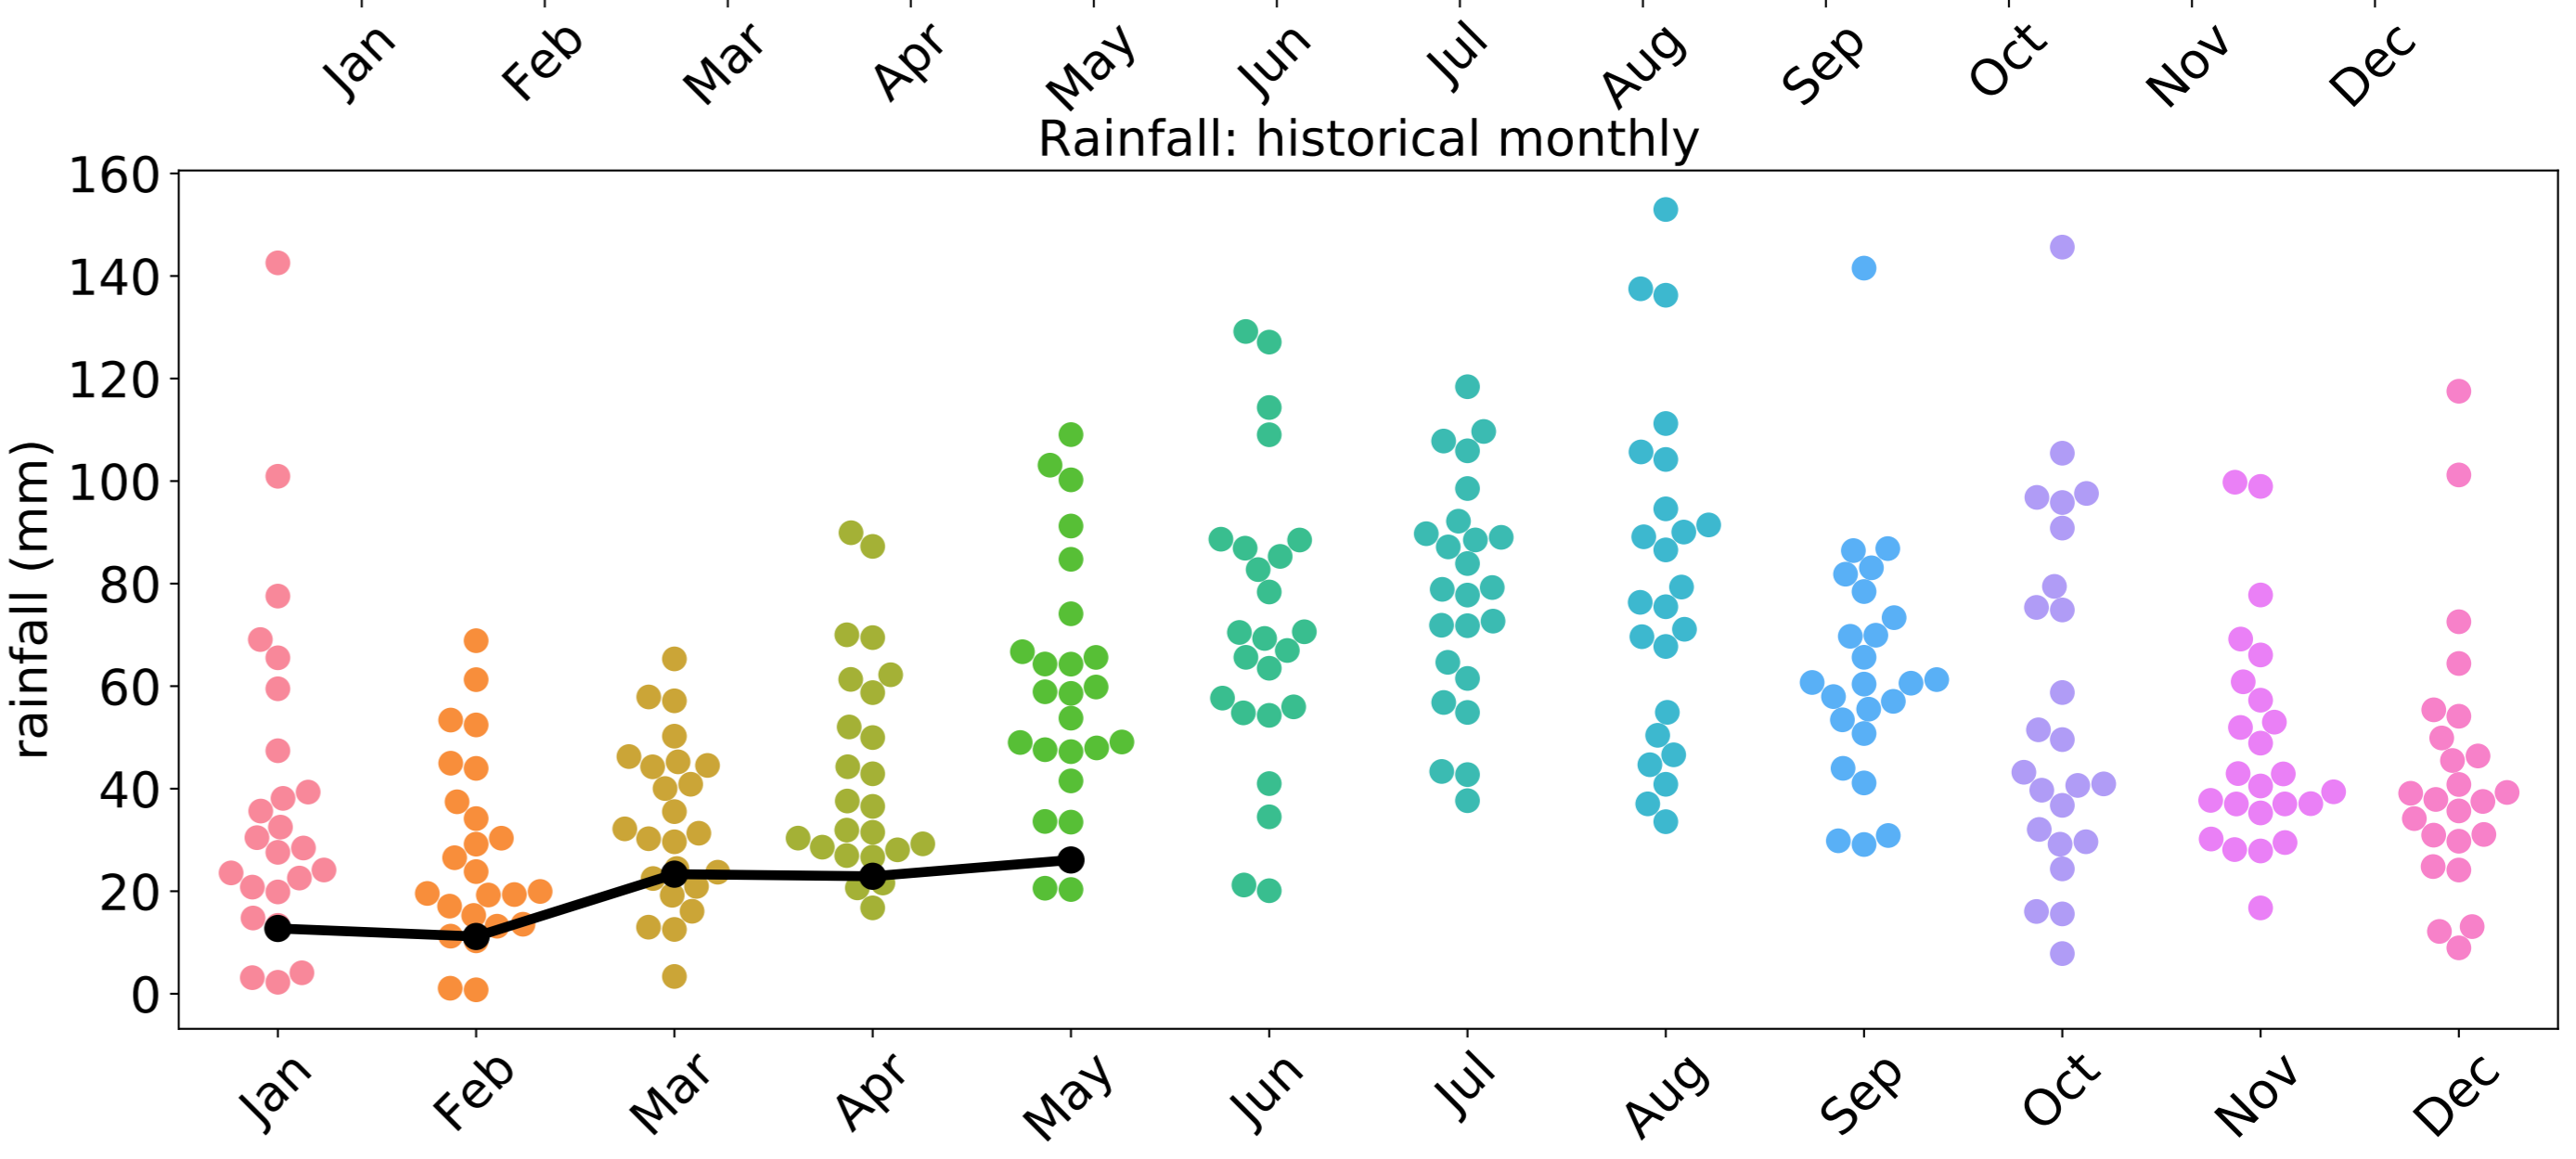 Jan Feb Mar Apr May Jun Jul Aug Sep Oct Nov Dec
Rainfall: historical monthly
160
140
120
100
80
60
40
20
0
rainfall (mm)
Jan Feb Mar Apr May Jun Jul Aug Sep Oct Nov Dec